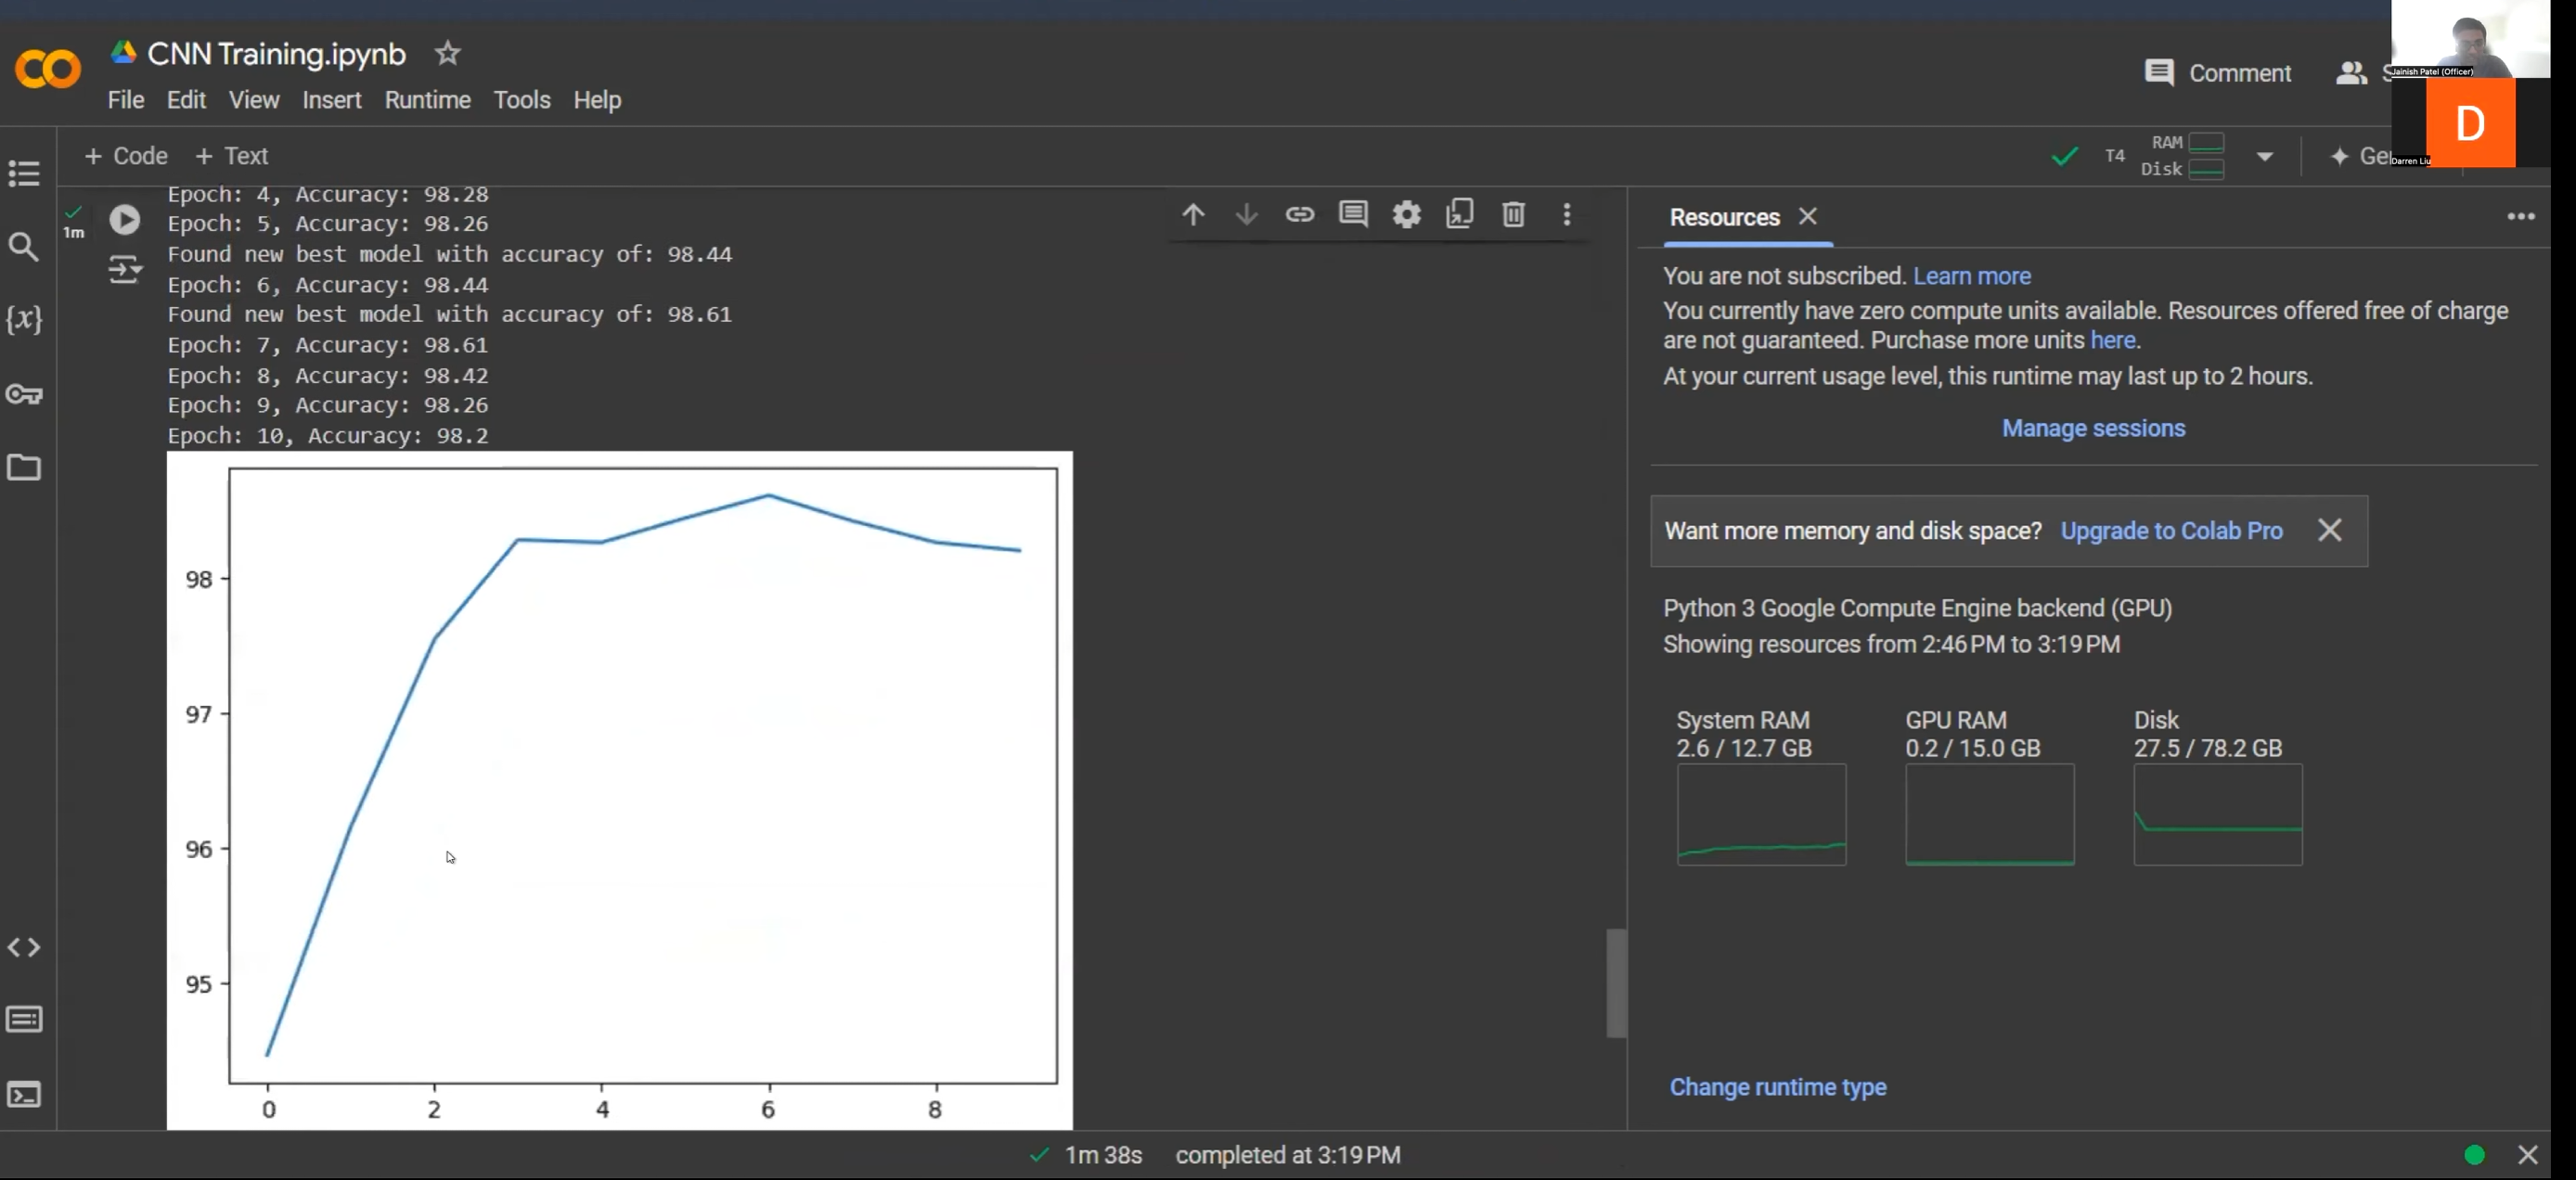 CNN Training.ipynb
File Edit View Insert Runtime Tools Help
Comment
Jainish Patel (Officer)
D
Darren Liu
+ Code + Text
T4
RAM
Disk
1m
Epoch: 4, Accuracy: 98.28
Epoch: 5, Accuracy: 98.26
Found new best model with accuracy of: 98.44
Epoch: 6, Accuracy: 98.44
Found new best model with accuracy of: 98.61
Epoch: 7, Accuracy: 98.61
Epoch: 8, Accuracy: 98.42
Epoch: 9, Accuracy: 98.26
Epoch: 10, Accuracy: 98.2
98
97
96
95
0 2 4 6 8
Resources
You are not subscribed. Learn more
You currently have zero compute units available. Resources offered free of charge
are not guaranteed. Purchase more units here.
At your current usage level, this runtime may last up to 2 hours.
Manage sessions
Want more memory and disk space? Upgrade to Colab Pro
Python 3 Google Compute Engine backend (GPU)
Showing resources from 2:46 PM to 3:19 PM
System RAM
2.6 / 12.7 GB
GPU RAM
0.2 / 15.0 GB
Disk
27.5 / 78.2 GB
Change runtime type
1m 38s completed at 3:19 PM